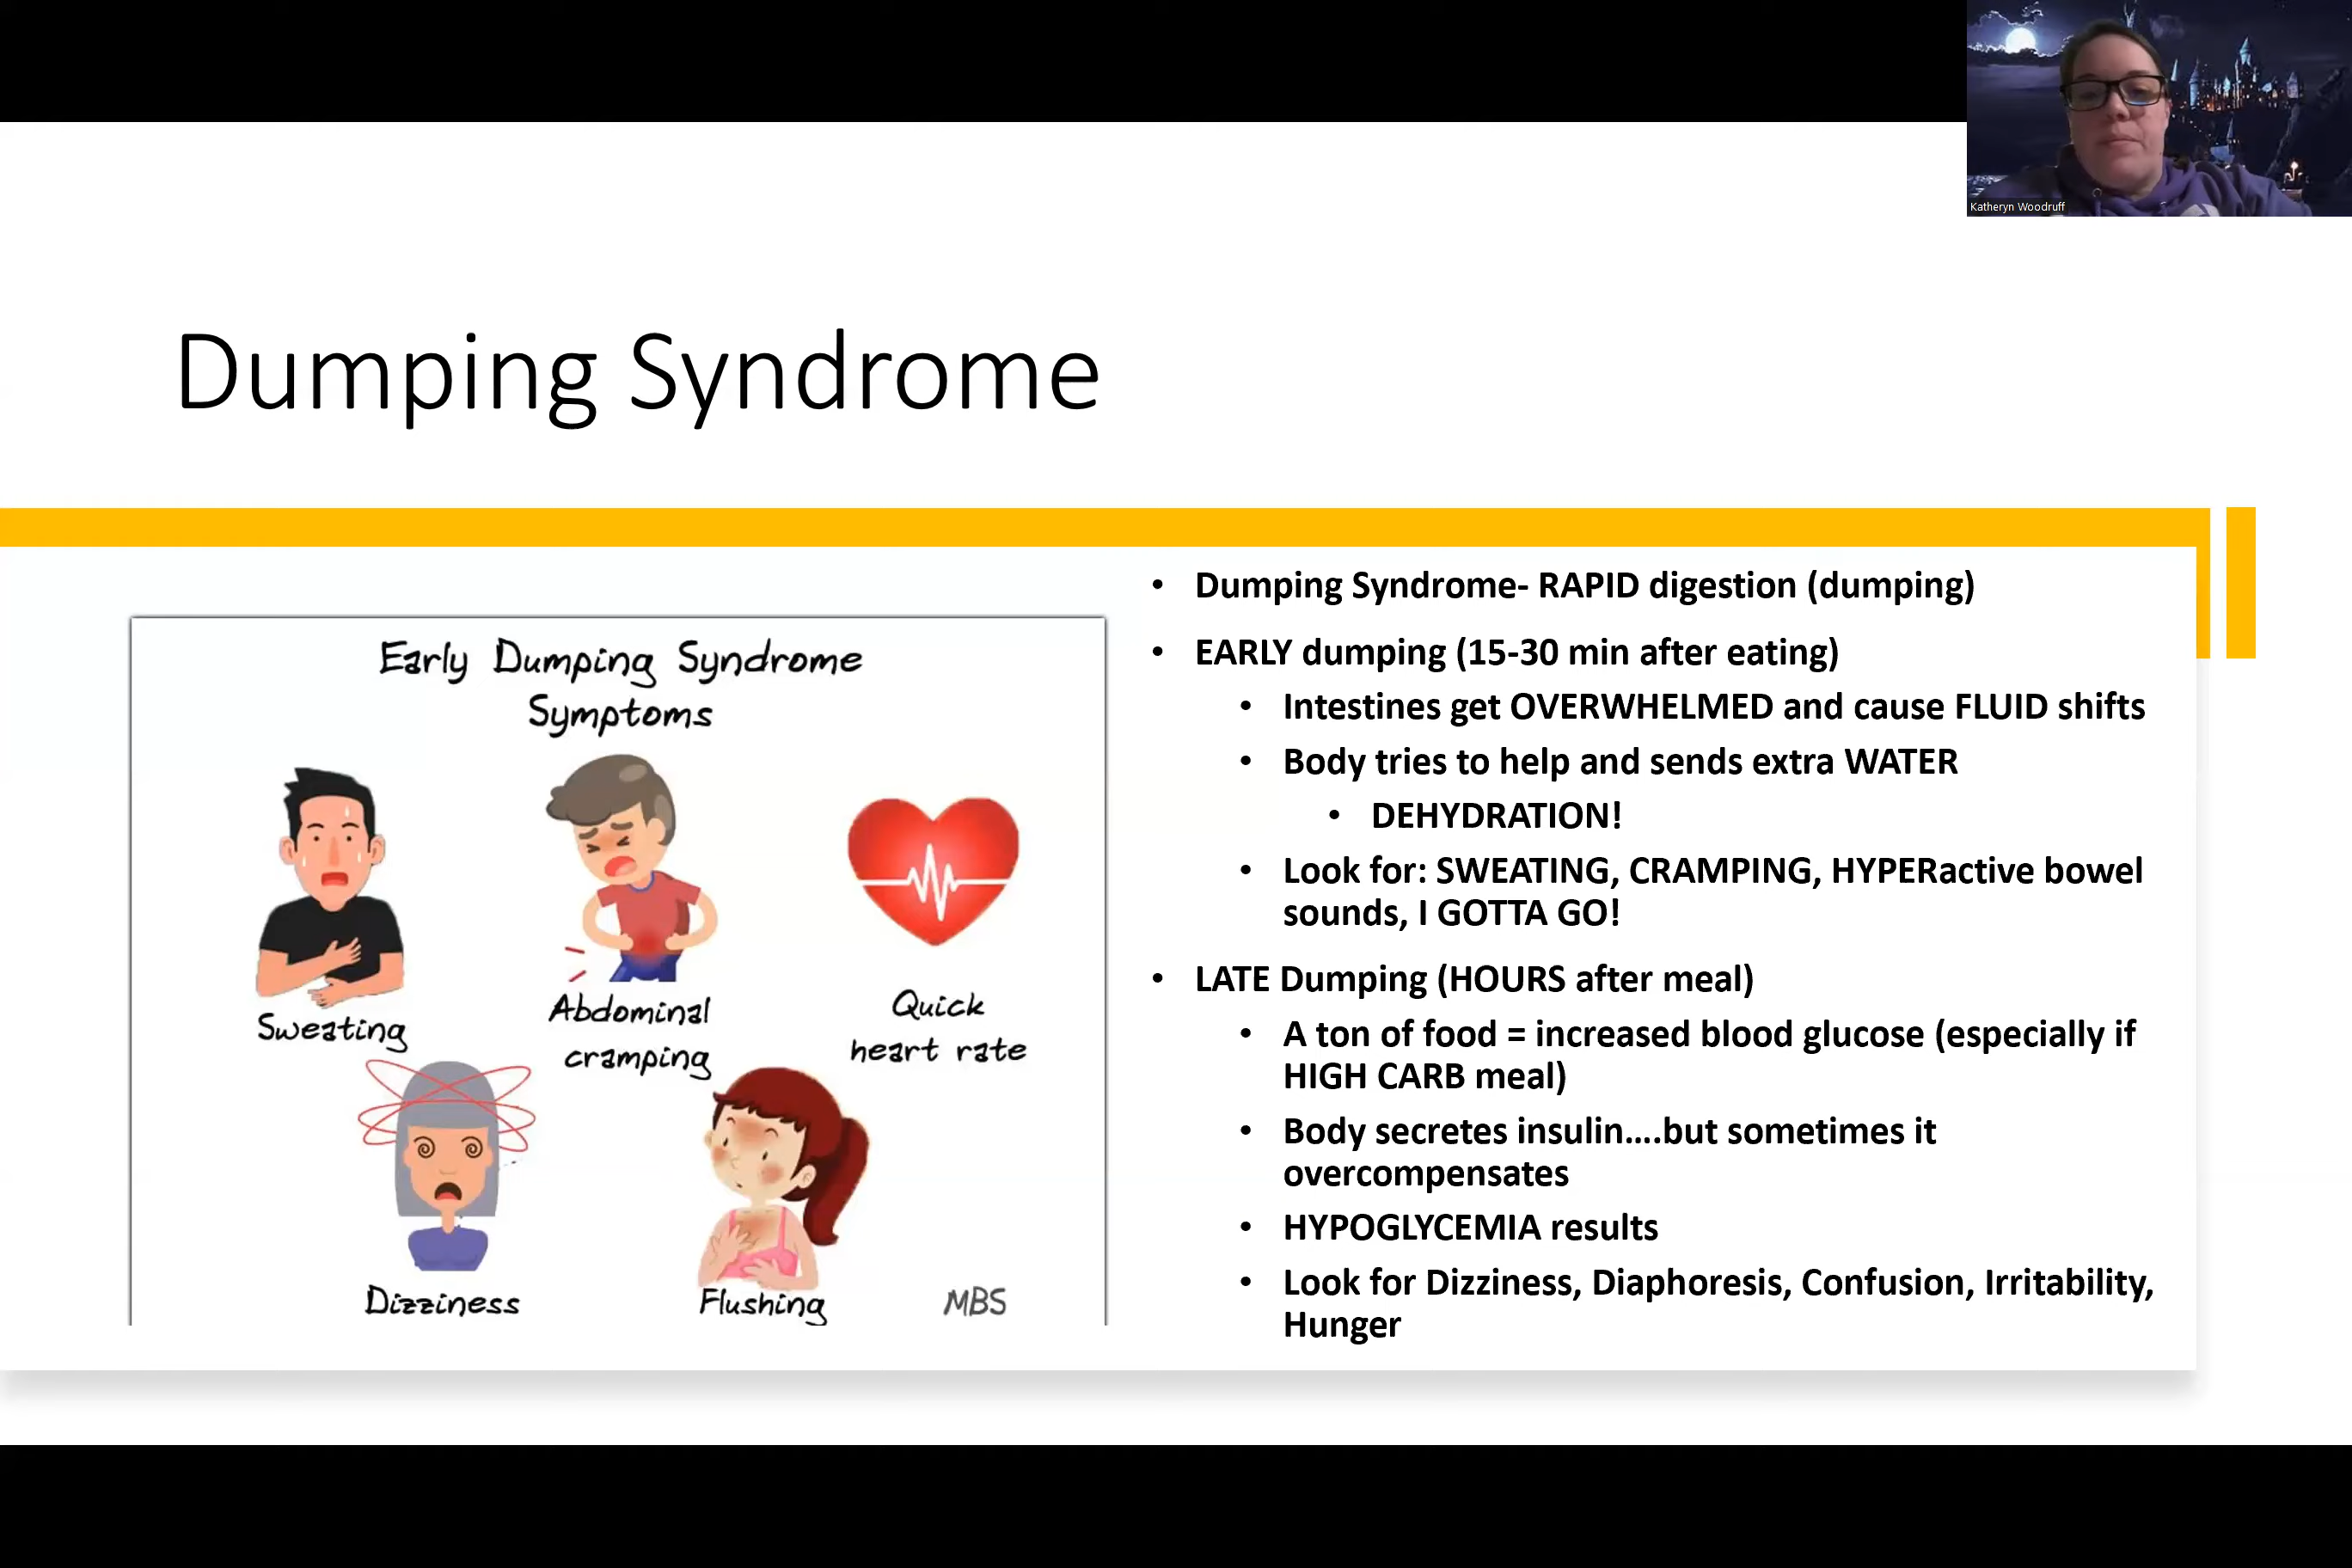 Katheryn Woodruff
Dumping Syndrome
Early Dumping Syndrome
Symptoms
Sweating
Abdominal
cramping
Quick
heart rate
Dizziness
Flushing
MBS
• Dumping Syndrome- RAPID digestion (dumping)
• EARLY dumping (15-30 min after eating)
• Intestines get OVERWHELMED and cause FLUID shifts
• Body tries to help and sends extra WATER
• DEHYDRATION!
• Look for: SWEATING, CRAMPING, HYPERactive bowel
sounds, I GOTTA GO!
• LATE Dumping (HOURS after meal)
• A ton of food = increased blood glucose (especially if
HIGH CARB meal)
• Body secretes insulin....but sometimes it
overcompensates
• HYPOGLYCEMIA results
• Look for Dizziness, Diaphoresis, Confusion, Irritability,
Hunger